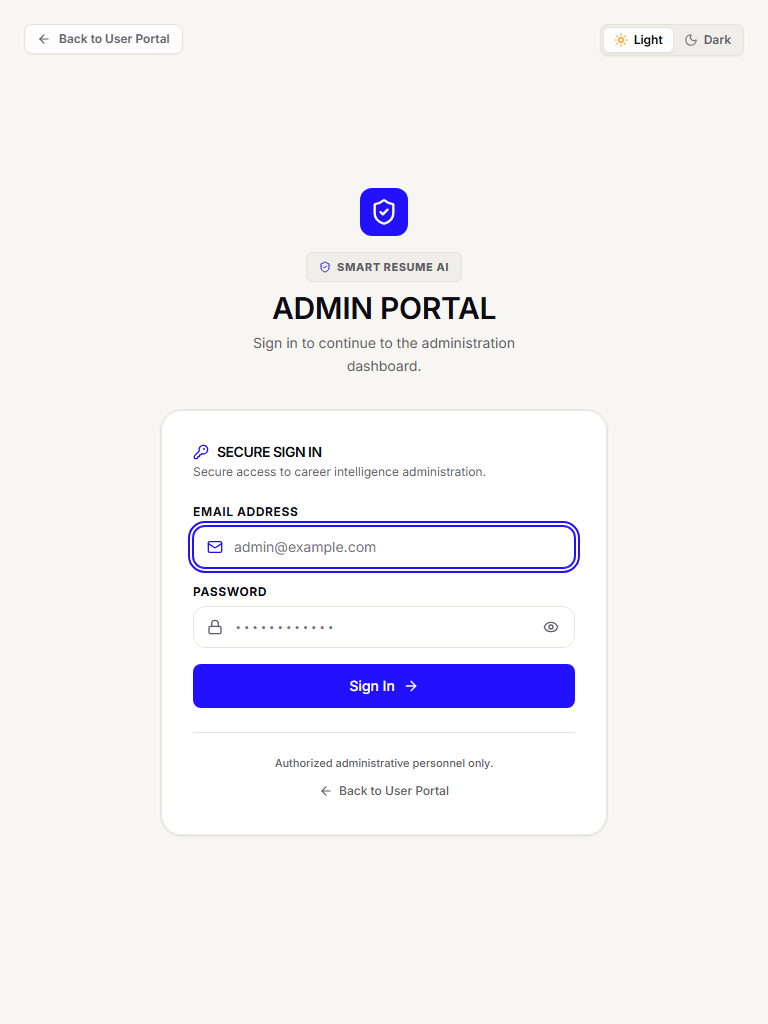 Back to User Portal
Light
Dark
SMART RESUME AI
ADMIN PORTAL
Sign in to continue to the administration
dashboard.
SECURE SIGN IN
Secure access to career intelligence administration.
EMAIL ADDRESS
admin@example.com
PASSWORD
••••••••••••
Sign In
Authorized administrative personnel only.
Back to User Portal